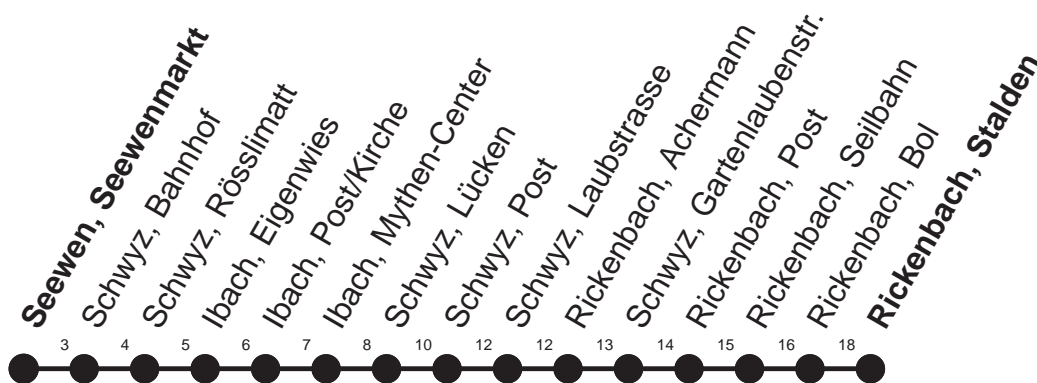 Seewen, Seewenmarkt
Schwyz, Bahnhof
Schwyz, Rösslimatt
Ibach, Eigenwies
Ibach, Post/Kirche
Ibach, Mythen-Center
Schwyz, Lücken
Schwyz, Post
Schwyz, Laubstrasse
Rickenbach, Achermann
Schwyz, Gartenlaubenstr.
Rickenbach, Post
Rickenbach, Seilbahn
Rickenbach, Bol
Rickenbach, Stalden
3 4 5 6 7 8 10 12 12 13 14 15 16 18